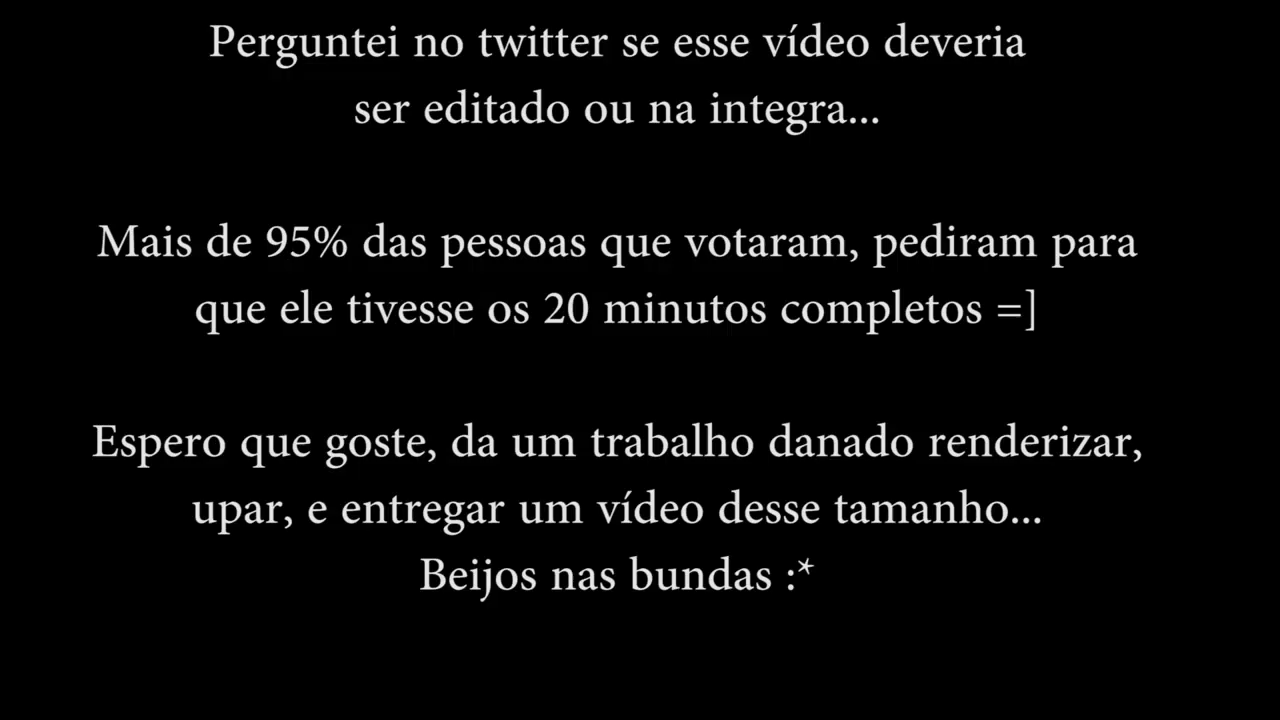 Perguntei no twitter se esse vídeo deveria
ser editado ou na integra...
Mais de 95% das pessoas que votaram, pediram para
que ele tivesse os 20 minutos completos =]
Espero que goste, da um trabalho danado renderizar,
upar, e entregar um vídeo desse tamanho...
Beijos nas bundas :*